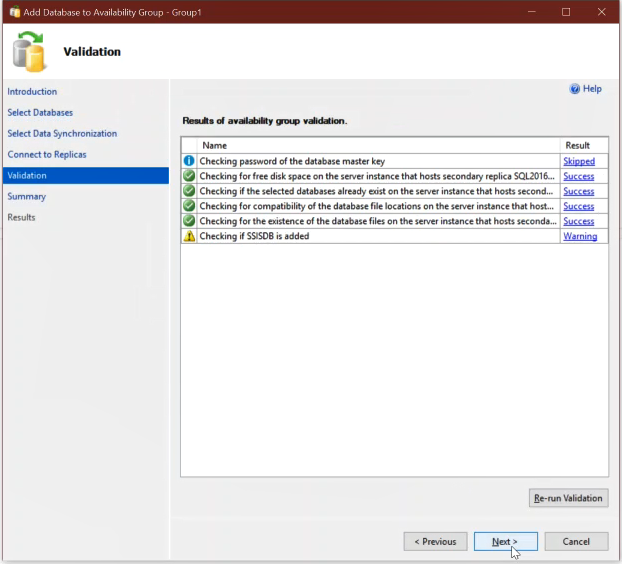 Add Database to Availability Group - Group1
Validation
Help
Introduction
Select Databases
Select Data Synchronization
Connect to Replicas
Validation
Summary
Results
Results of availability group validation.
Name Result
Checking password of the database master key Skipped
Checking for free disk space on the server instance that hosts secondary replica SQL2016... Success
Checking if the selected databases already exist on the server instance that hosts second... Success
Checking for compatibility of the database file locations on the server instance that host... Success
Checking for the existence of the database files on the server instance that hosts seconda... Success
Checking if SSISDB is added Warning
Re-run Validation
< Previous Next > Cancel